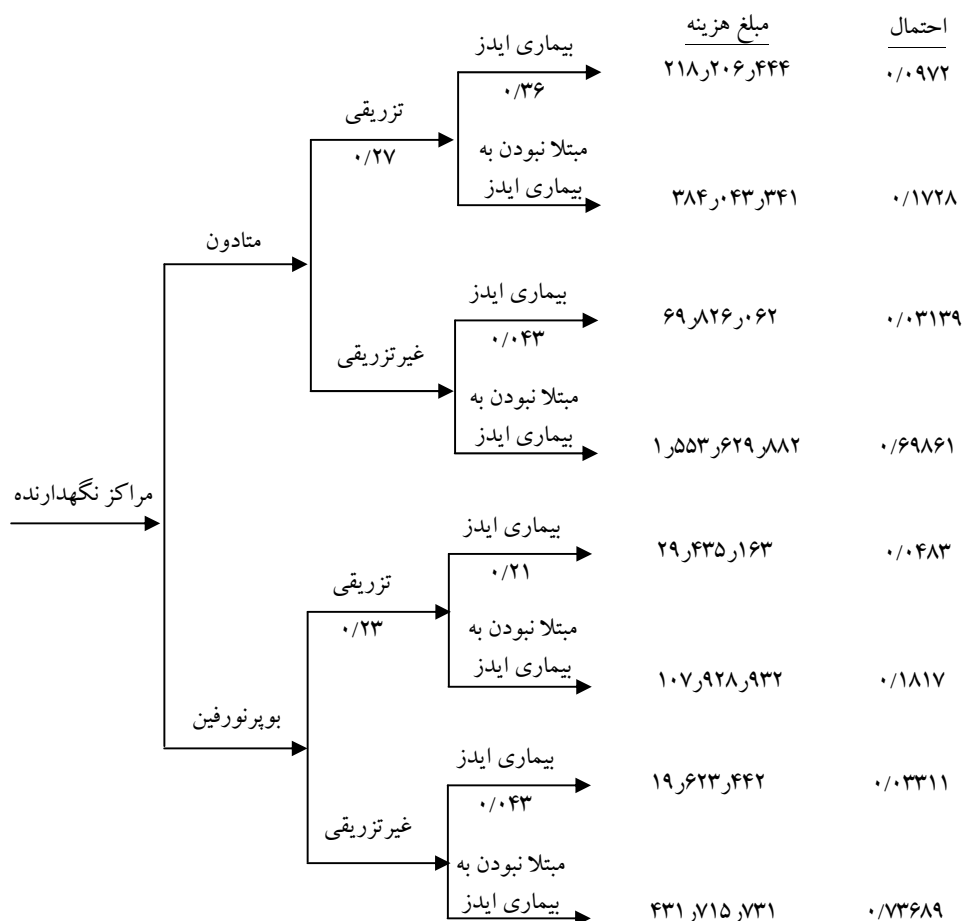 احتمال
مبلغ هزینه
بیماری ایدز
۲۱۸٫۲۰۶٫۴۴۴
۰/۰۹۷۲
۰/۳۶
تزریقی
۰/۲۷
مبتلا نبودن به
بیماری ایدز
۳۸۴٫۰۴۳٫۳۴۱
۰/۱۷۲۸
متادون
بیماری ایدز
۶۹٫۸۲۶٫۰۶۲
۰/۰۳۱۳۹
۰/۰۴۳
غیرتزریقی
مبتلا نبودن به
بیماری ایدز
۱٫۵۵۳٫۶۲۹٫۸۸۲
۰/۶۹۸۶۱
مراکز نگهدارنده
بیماری ایدز
۲۹٫۴۳۵٫۱۶۳
۰/۰۴۸۳
۰/۲۱
تزریقی
۰/۲۳
مبتلا نبودن به
بیماری ایدز
۱۰۷٫۹۲۸٫۹۳۲
۰/۱۸۱۷
بوپرنورفین
بیماری ایدز
۱۹٫۶۲۳٫۴۴۲
۰/۰۳۳۱۱
۰/۰۴۳
غیرتزریقی
مبتلا نبودن به
بیماری ایدز
۴۳۱٫۷۱۵٫۷۳۱
۰/۷۳۶۸۹